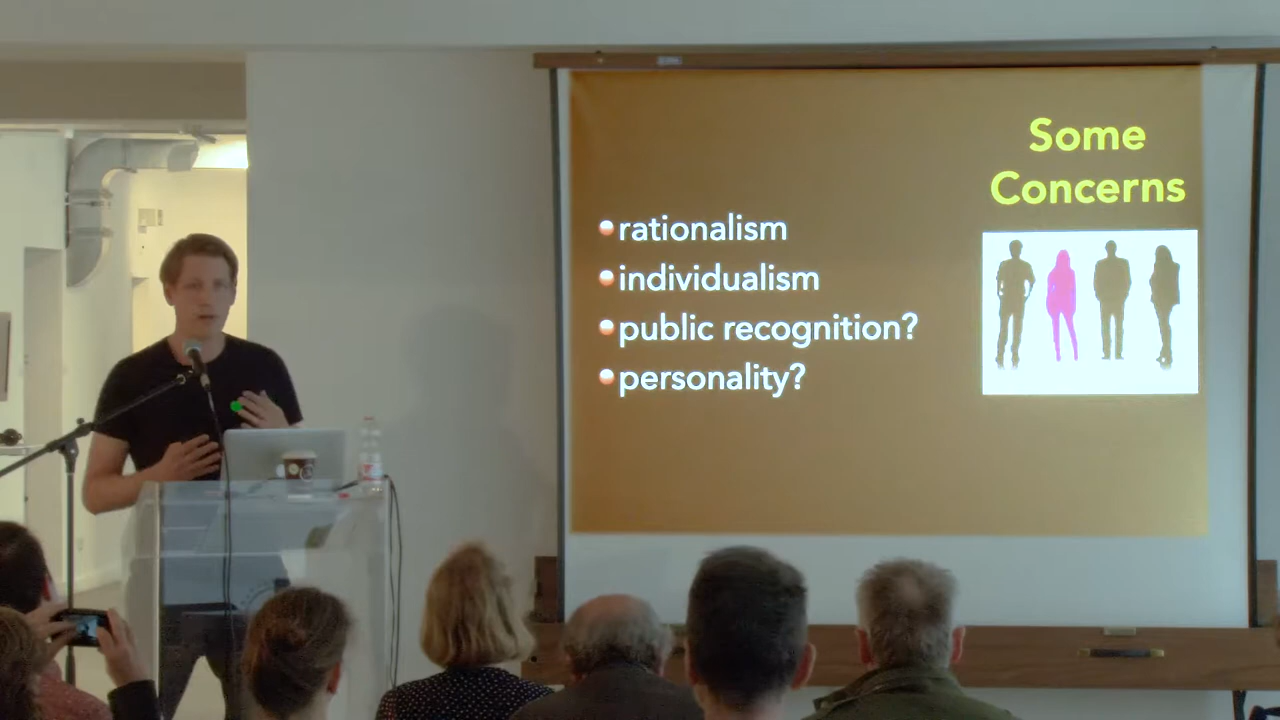 Some
Concerns
rationalism
individualism
public recognition?
personality?